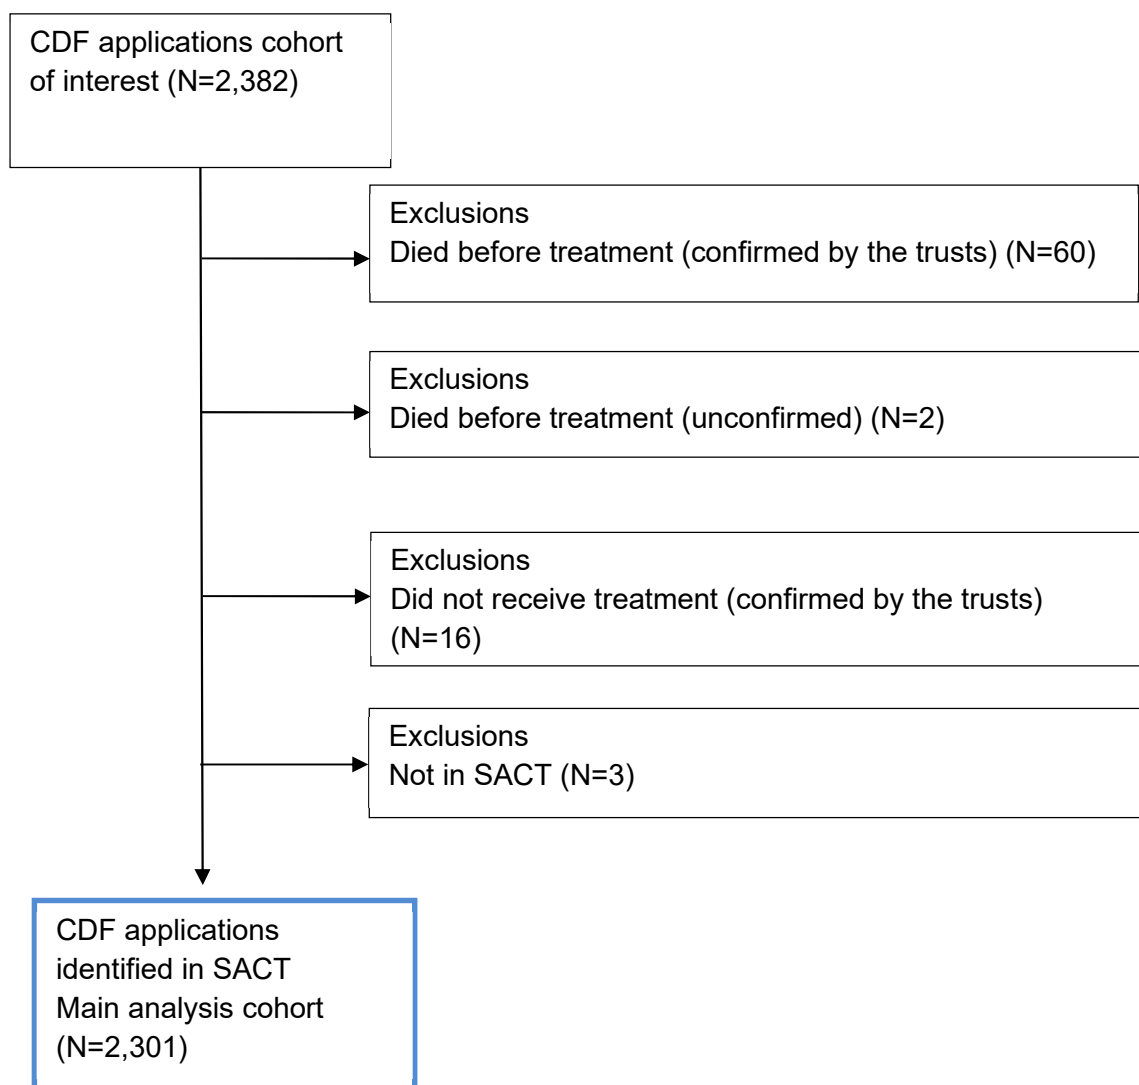 CDF applications cohort
of interest (N=2,382)
Exclusions
Died before treatment (confirmed by the trusts) (N=60)
Exclusions
Died before treatment (unconfirmed) (N=2)
Exclusions
Did not receive treatment (confirmed by the trusts)
(N=16)
Exclusions
Not in SACT (N=3)
CDF applications
identified in SACT
Main analysis cohort
(N=2,301)